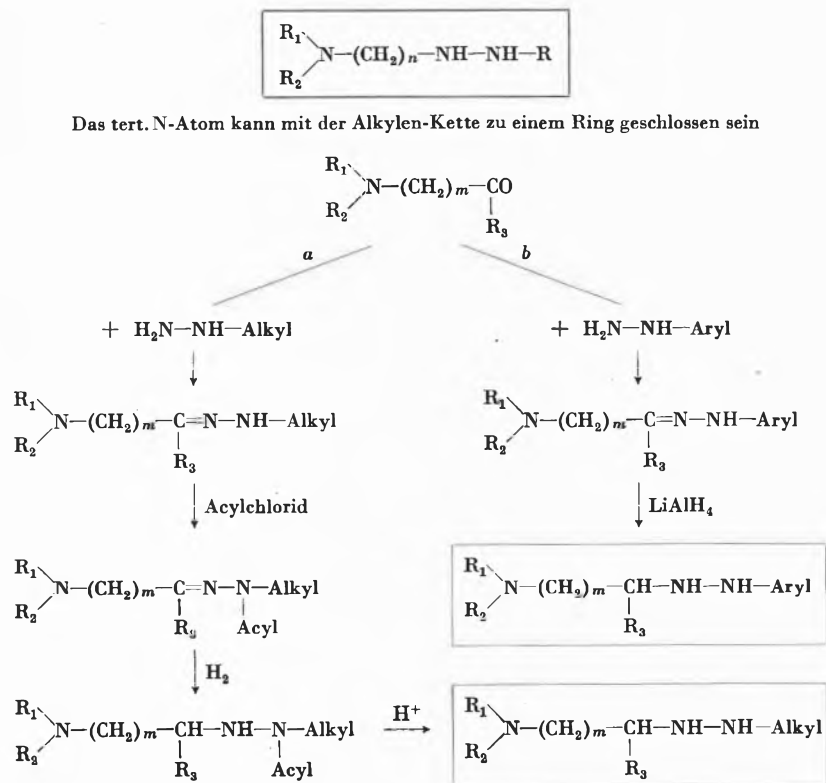 R₁
N—(CH₂)ₙ—NH—NH—R
R₂
Das tert. N-Atom kann mit der Alkylen-Kette zu einem Ring geschlossen sein
R₁
N—(CH₂)ₘ—CO
R₂
R₃
a b
+ H₂N—NH—Alkyl + H₂N—NH—Aryl
R₁ R₁
N—(CH₂)ₘ—C=N—NH—Alkyl N—(CH₂)ₘ—C=N—NH—Aryl
R₂ R₂
R₃ R₃
Acylchlorid LiAlH₄
R₁ R₁
N—(CH₂)ₘ—C=N—N—Alkyl N—(CH₂)ₘ—CH—NH—NH—Aryl
R₂ R₂
Acyl R₃
H₂
R₁ H⁺ R₁
N—(CH₂)ₘ—CH—NH—N—Alkyl N—(CH₂)ₘ—CH—NH—NH—Alkyl
R₂ R₂
R₃ Acyl R₃